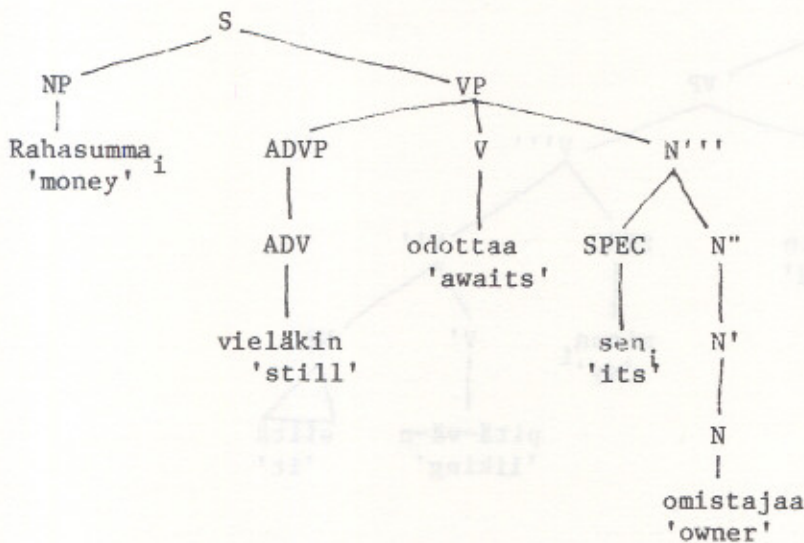 S
NP VP
Rahasumma i ADVP V N'''
'money'
ADV odottaa SPEC N"
'awaits'
vieläkin sen i N'
'still' 'its'
N
omistajaa
'owner'